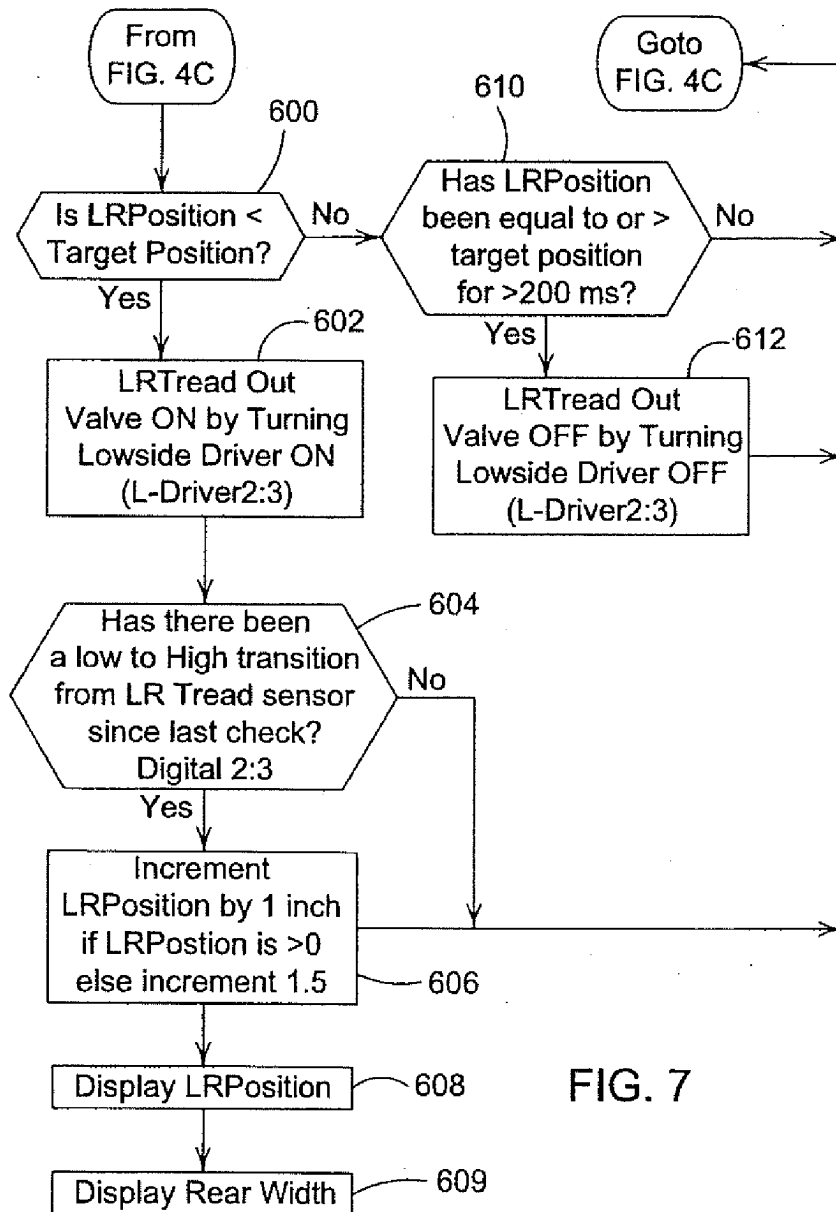 From
FIG. 4C
600
Is LRPosition <
Target Position?
No
Yes
602
LRTread Out
Valve ON by Turning
Lowside Driver ON
(L-Driver2:3)
604
Has there been
a low to High transition
from LR Tread sensor
since last check?
Digital 2:3
No
Yes
Increment
LRPosition by 1 inch
if LRPostion is >0
else increment 1.5
606
Display LRPosition
608
Display Rear Width
609
Goto
FIG. 4C
610
Has LRPosition
been equal to or >
target position
for >200 ms?
No
Yes
612
LRTread Out
Valve OFF by Turning
Lowside Driver OFF
(L-Driver2:3)
FIG. 7